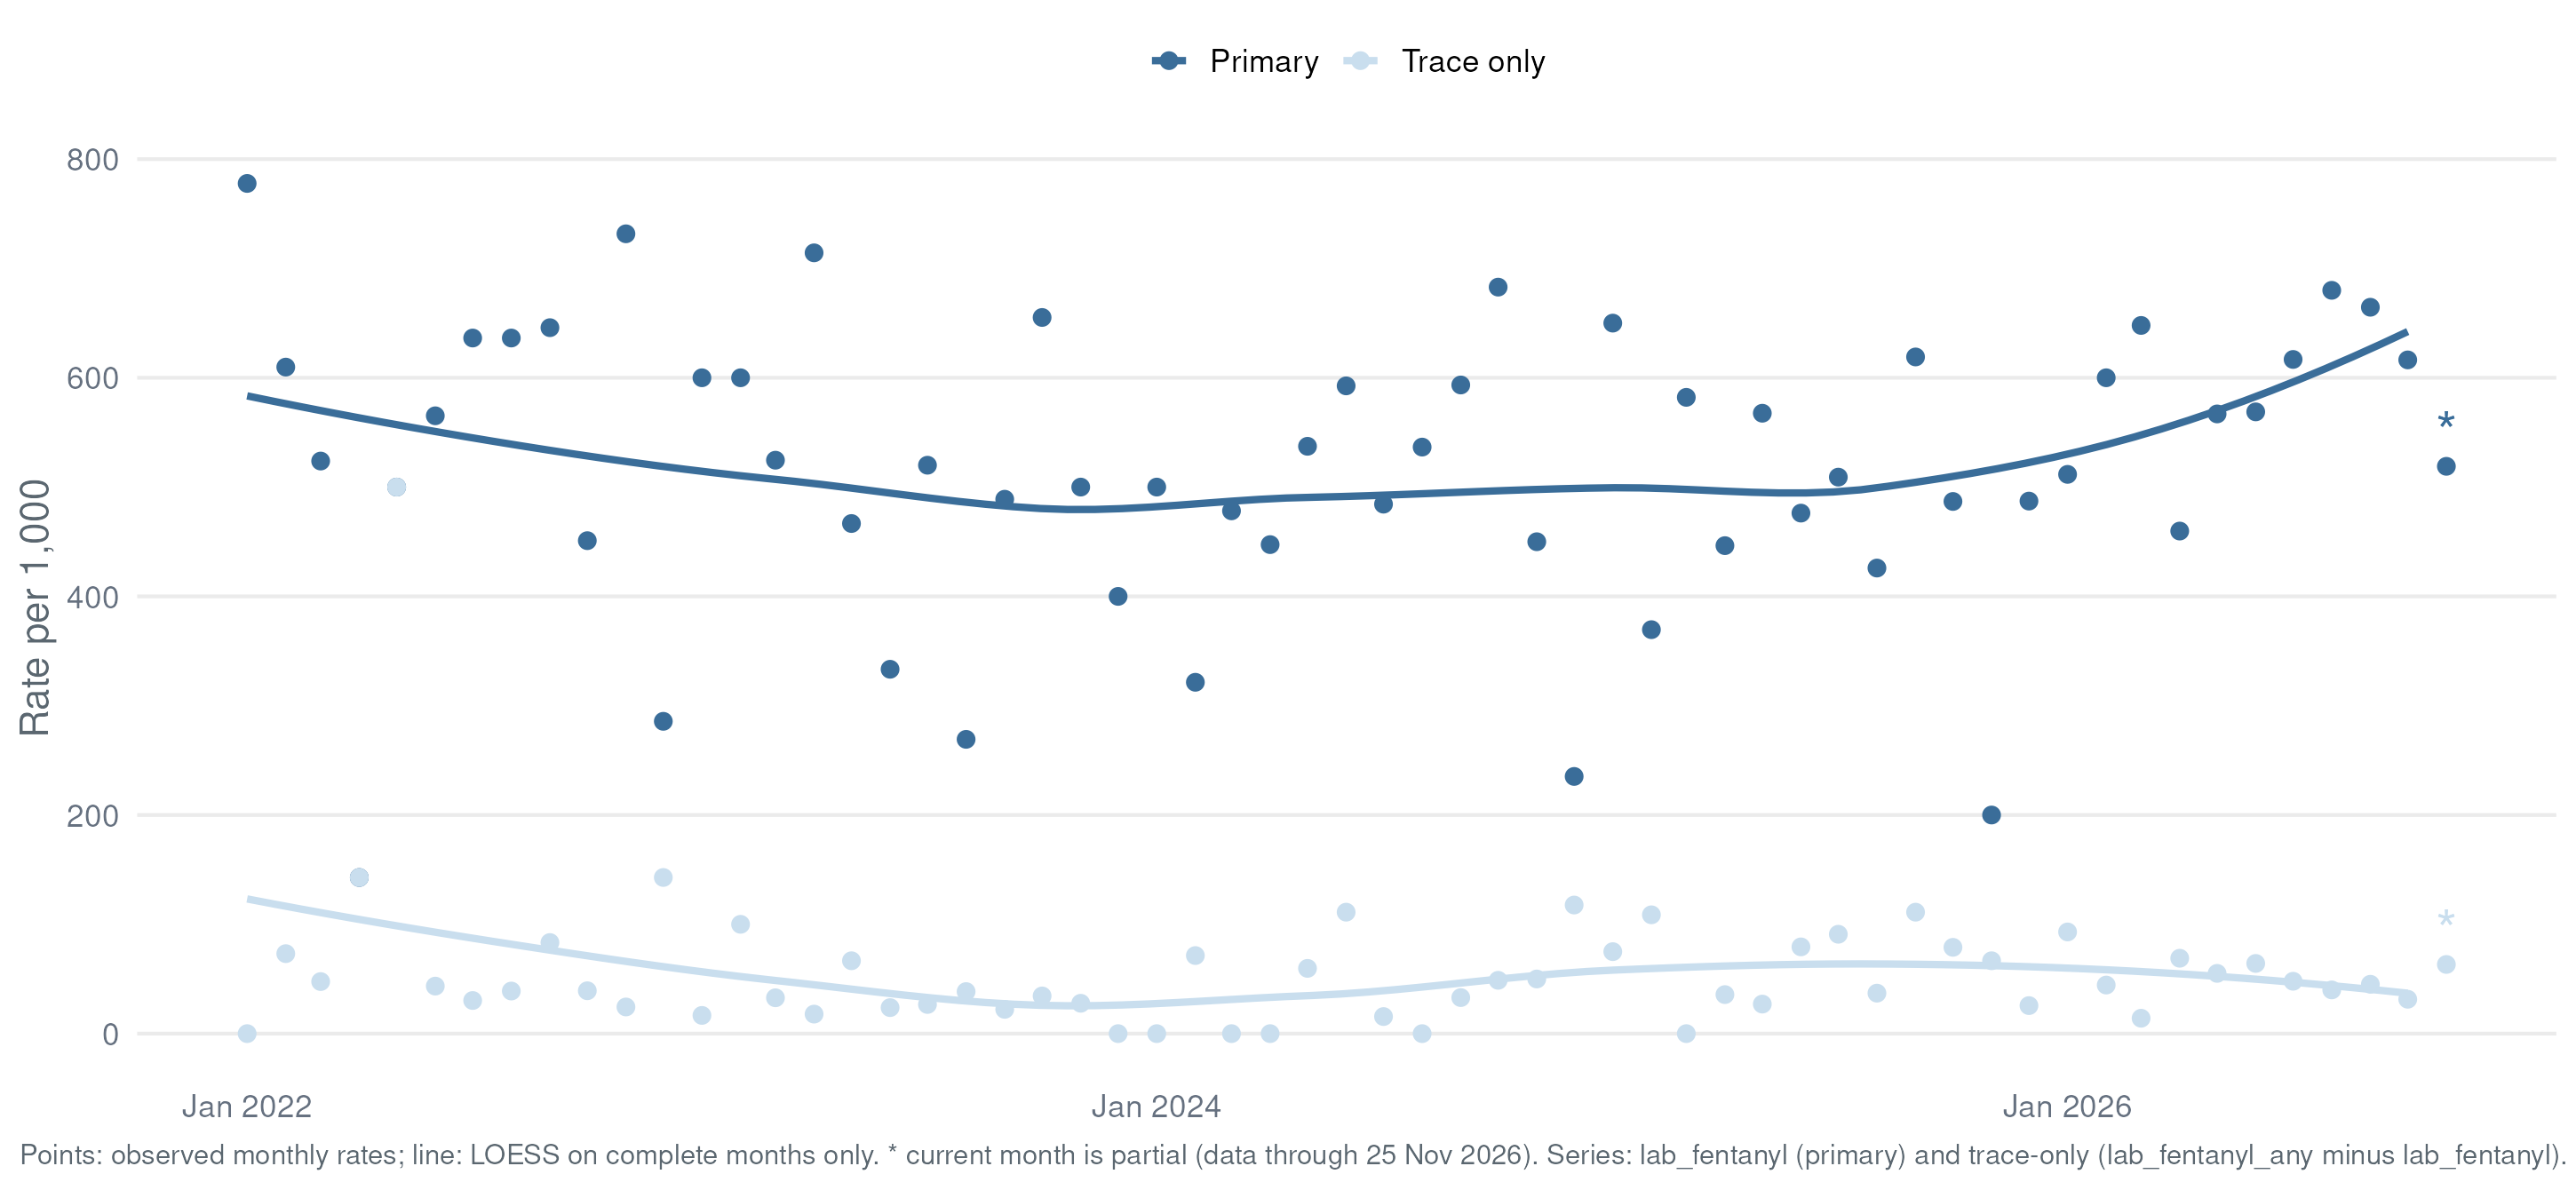 Primary
Trace only
Rate per 1,000
800
600
400
200
0
*
*
Jan 2022
Jan 2024
Jan 2026
Points: observed monthly rates; line: LOESS on complete months only. * current month is partial (data through 25 Nov 2026). Series: lab_fentanyl (primary) and trace-only (lab_fentanyl_any minus lab_fentanyl).